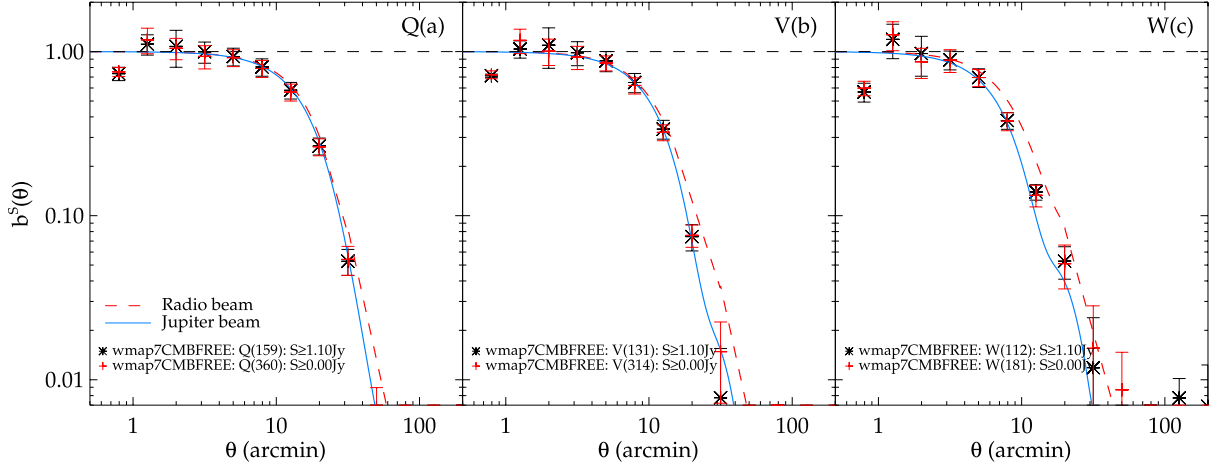 Q(a)
V(b)
W(c)
1.00
0.10
0.01
b^S(θ)
Radio beam
Jupiter beam
wmap7CMBFREE: Q(159): S≥1.10Jy
wmap7CMBFREE: Q(360): S≥0.00Jy
wmap7CMBFREE: V(131): S≥1.10Jy
wmap7CMBFREE: V(314): S≥0.00Jy
wmap7CMBFREE: W(112): S≥1.10Jy
wmap7CMBFREE: W(181): S≥0.00Jy
1 10 100
1 10 100
1 10 100
θ (arcmin)
θ (arcmin)
θ (arcmin)